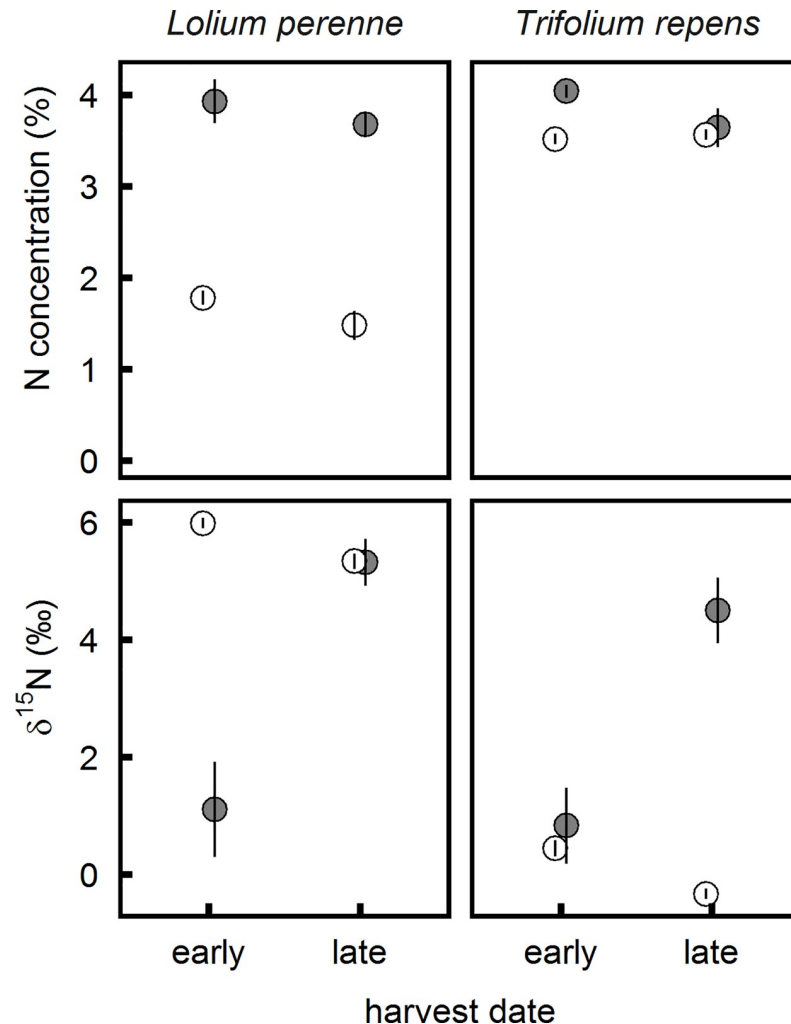 Lolium perenne
Trifolium repens
N concentration (%)
4
3
2
1
0
δ¹⁵N (‰)
6
4
2
0
early
late
early
late
harvest date